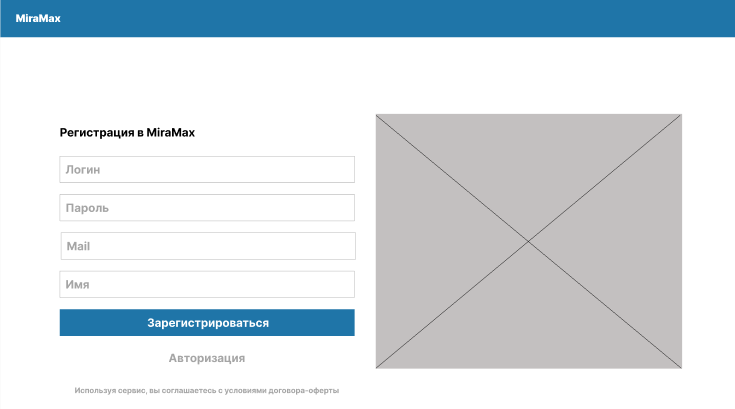 MiraMax
Регистрация в MiraMax
Логин
Пароль
Mail
Имя
Зарегистрироваться
Авторизация
Используя сервис, вы соглашаетесь с условиями договора-оферты